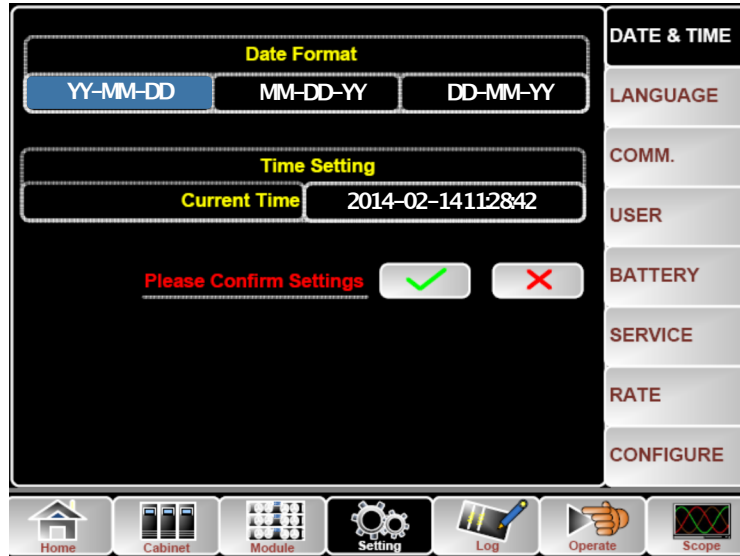 Date Format
YY-MM-DD MM-DD-YY DD-MM-YY
Time Setting
Current Time 2014-02-14 11:28:42
Please Confirm Settings
DATE & TIME
LANGUAGE
COMM.
USER
BATTERY
SERVICE
RATE
CONFIGURE
Home Cabinet Module Setting Log Operate Scope